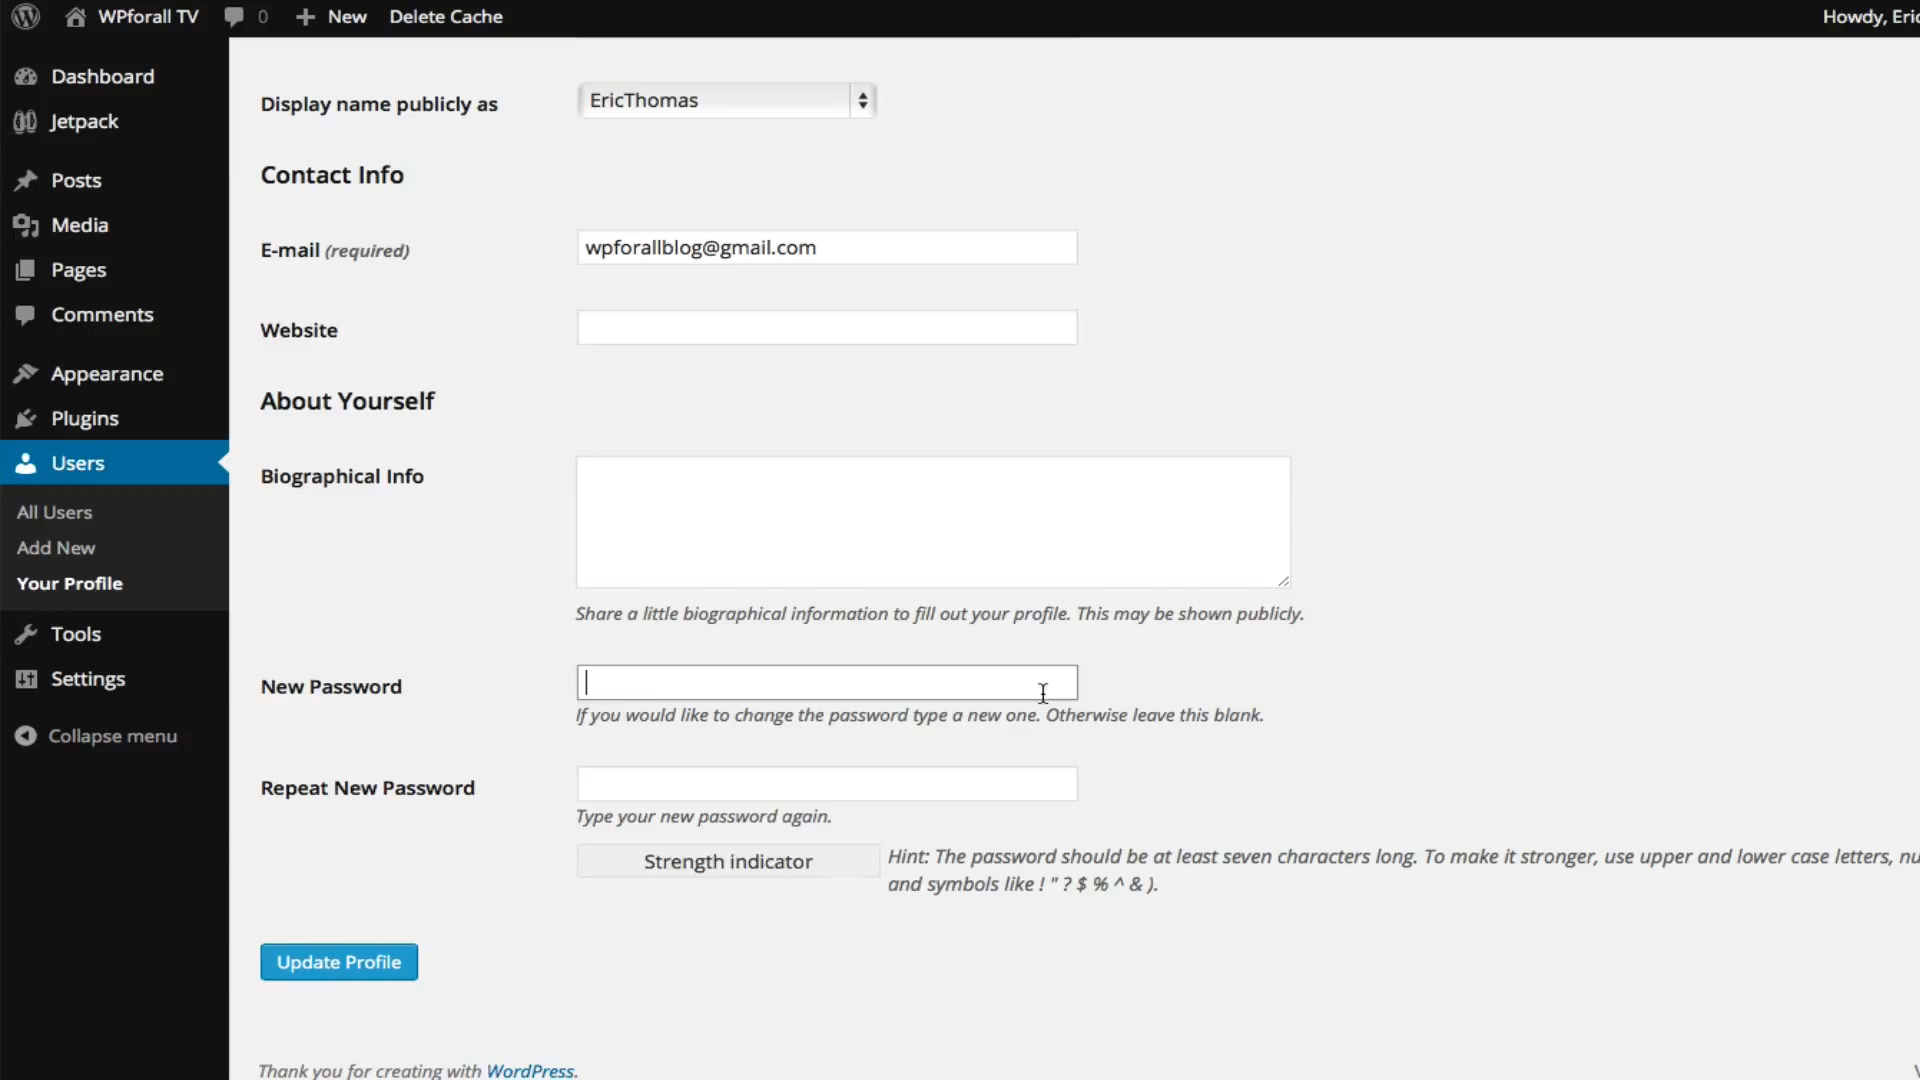 WPforall TV 0 + New Delete Cache Howdy, Eric
Dashboard
Jetpack
Posts
Media
Pages
Comments
Appearance
Plugins
Users
All Users
Add New
Your Profile
Tools
Settings
Collapse menu
Display name publicly as EricThomas
Contact Info
E-mail (required) wpforallblog@gmail.com
Website
About Yourself
Biographical Info
Share a little biographical information to fill out your profile. This may be shown publicly.
New Password
If you would like to change the password type a new one. Otherwise leave this blank.
Repeat New Password
Type your new password again.
Strength indicator Hint: The password should be at least seven characters long. To make it stronger, use upper and lower case letters, nu
and symbols like ! " ? $ % ^ & ).
Update Profile
Thank you for creating with WordPress.